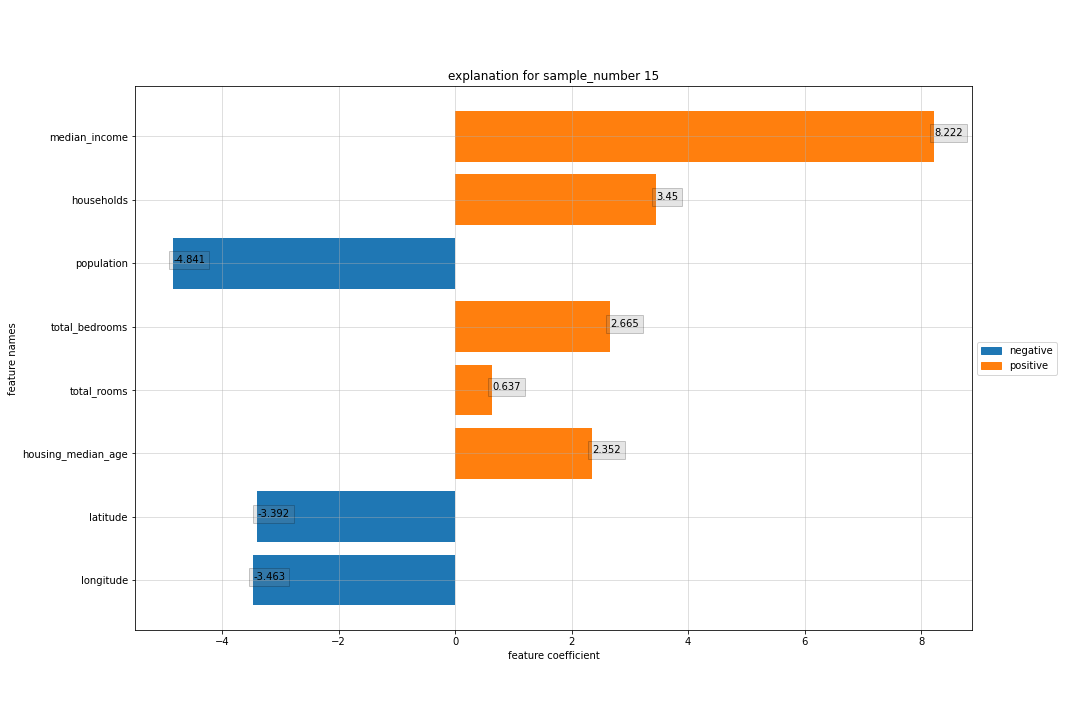 explanation for sample_number 15
median_income
8.222
households
3.45
population
-4.841
total_bedrooms
2.665
total_rooms
0.637
housing_median_age
2.352
latitude
-3.392
longitude
-3.463
feature names
negative
positive
−4
−2
0
2
4
6
8
feature coefficient